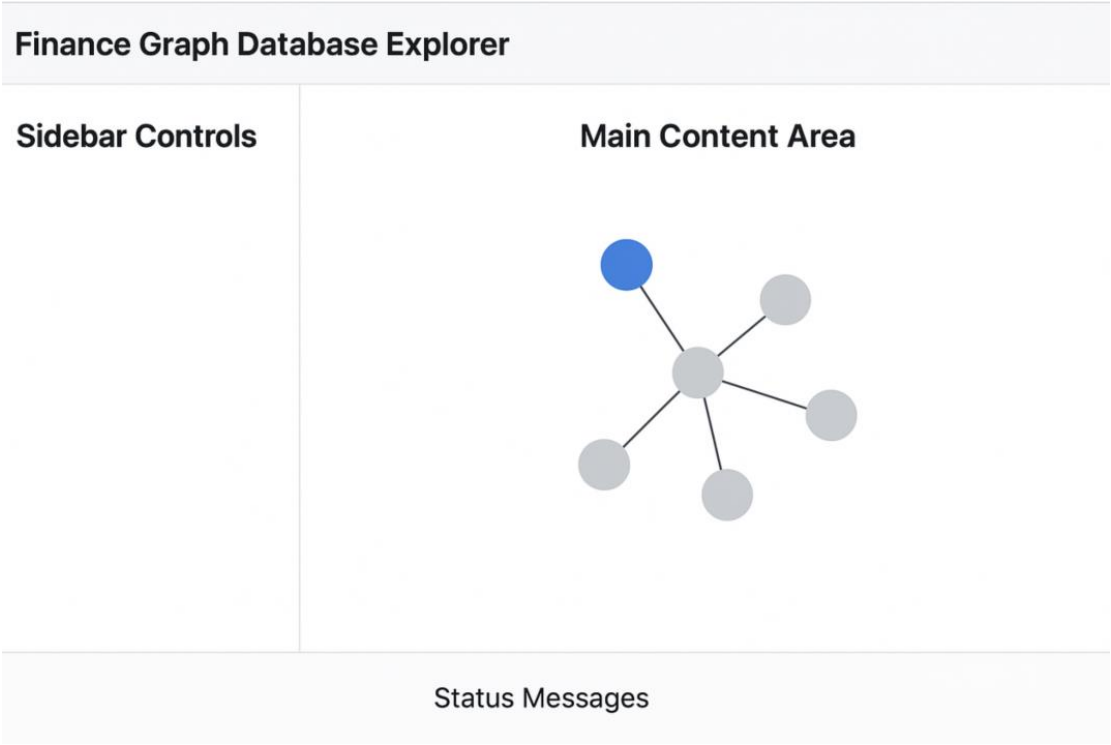 Finance Graph Database Explorer
Sidebar Controls
Main Content Area
Status Messages